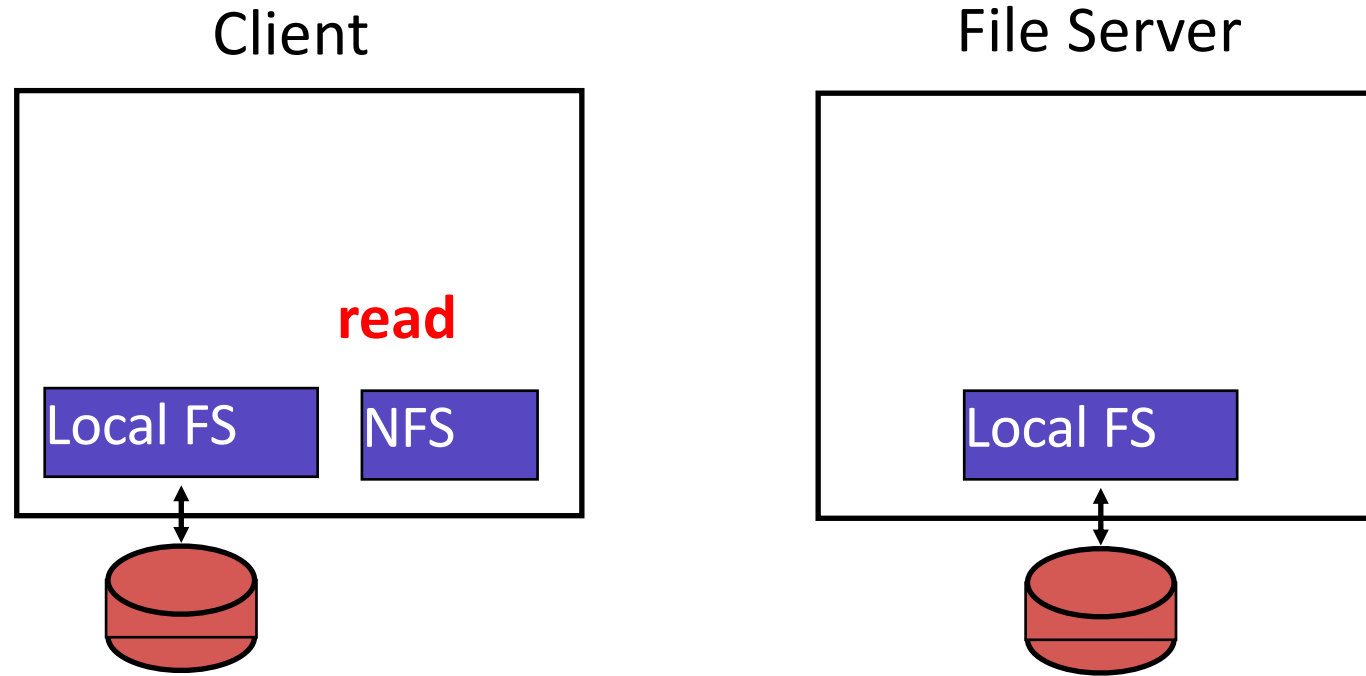 Client
File Server
read
Local FS
NFS
Local FS